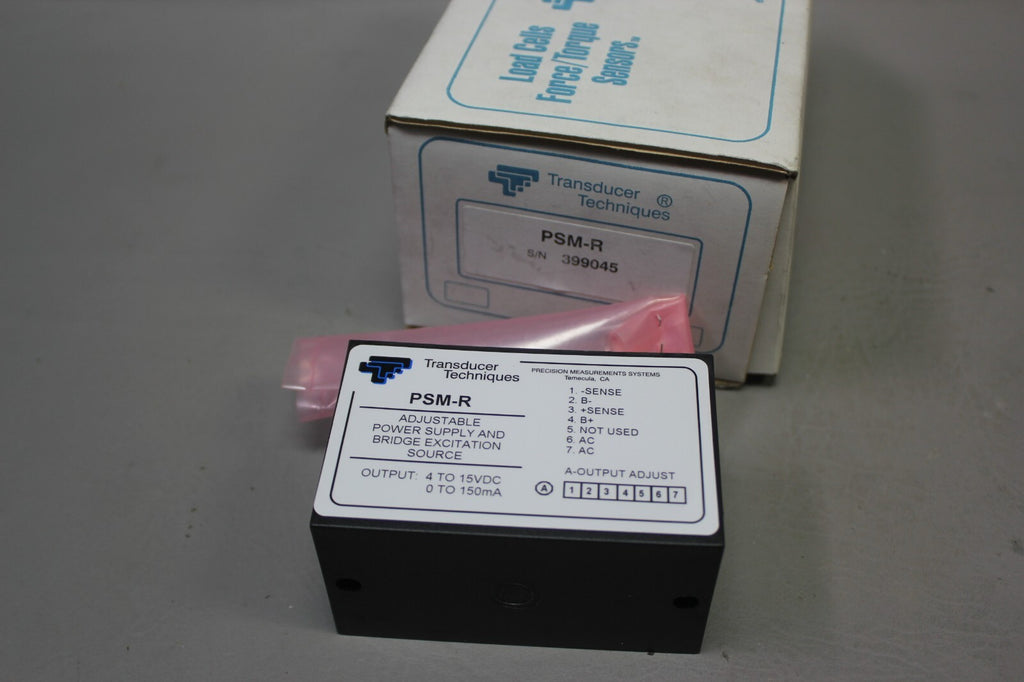 Load Cells
Force/Torque
Sensors™
Transducer ®
Techniques
PSM-R
S/N 399045
Transducer
Techniques
PSM-R
ADJUSTABLE
POWER SUPPLY AND
BRIDGE EXCITATION
SOURCE
OUTPUT: 4 TO 15VDC
0 TO 150mA
PRECISION MEASUREMENTS SYSTEMS
Temecula, CA
1. -SENSE
2. B-
3. +SENSE
4. B+
5. NOT USED
6. AC
7. AC
A-OUTPUT ADJUST
A 1 2 3 4 5 6 7